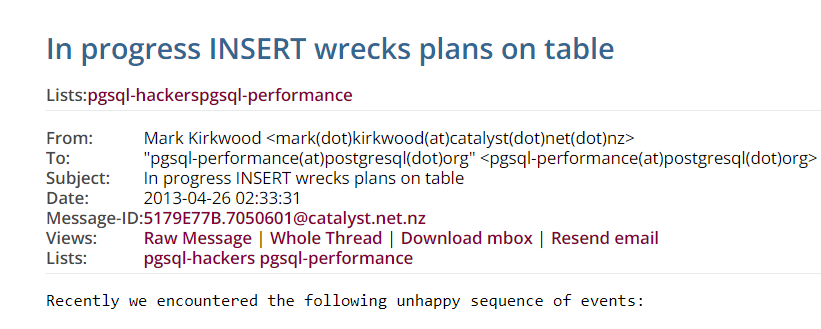 In progress INSERT wrecks plans on table
Lists:pgsql-hackerspgsql-performance
From: Mark Kirkwood <mark(dot)kirkwood(at)catalyst(dot)net(dot)nz>
To: "pgsql-performance(at)postgresql(dot)org" <pgsql-performance(at)postgresql(dot)org>
Subject: In progress INSERT wrecks plans on table
Date: 2013-04-26 02:33:31
Message-ID:5179E77B.7050601@catalyst.net.nz
Views: Raw Message | Whole Thread | Download mbox | Resend email
Lists: pgsql-hackers pgsql-performance
Recently we encountered the following unhappy sequence of events: